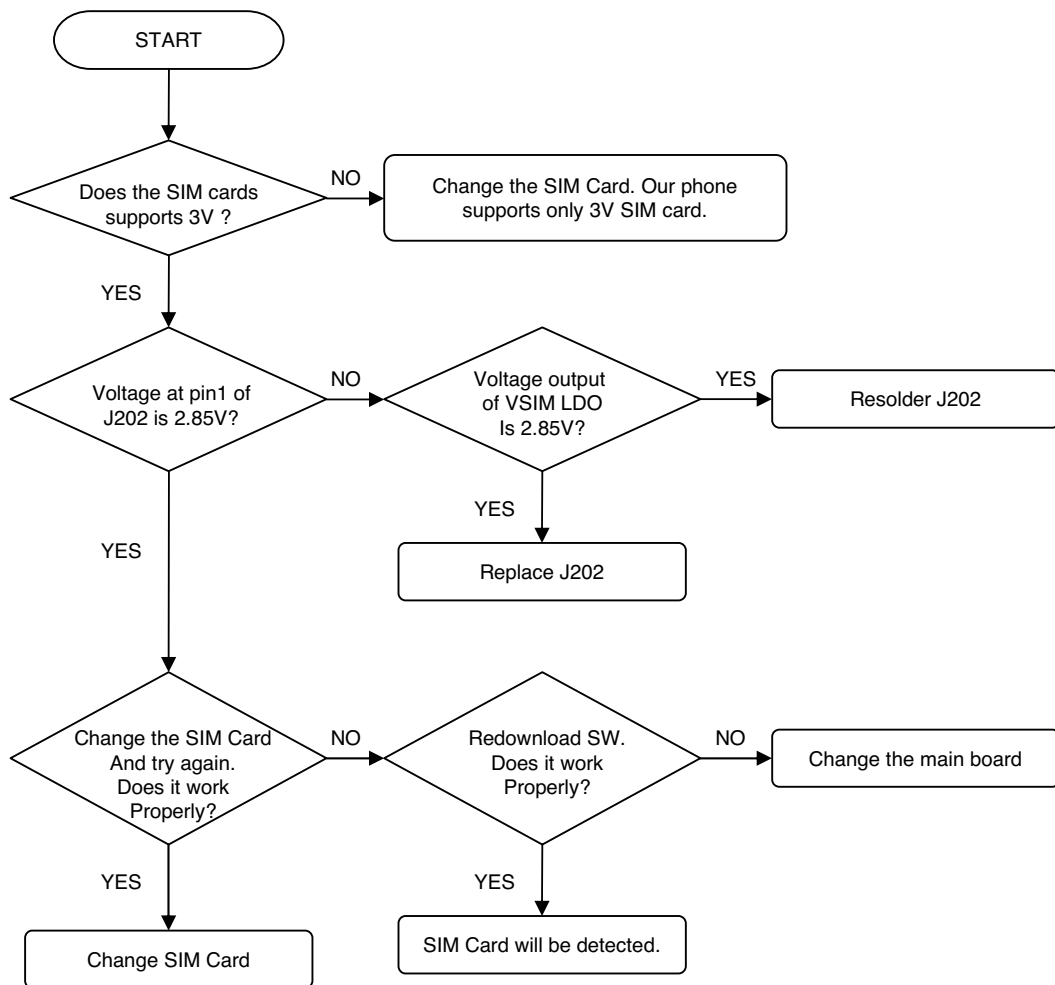 START
Does the SIM cards
supports 3V ?
NO
Change the SIM Card. Our phone
supports only 3V SIM card.
YES
Voltage at pin1 of
J202 is 2.85V?
NO
Voltage output
of VSIM LDO
Is 2.85V?
YES
Resolder J202
YES
Replace J202
YES
Change the SIM Card
And try again.
Does it work
Properly?
NO
Redownload SW.
Does it work
Properly?
NO
Change the main board
YES
Change SIM Card
YES
SIM Card will be detected.